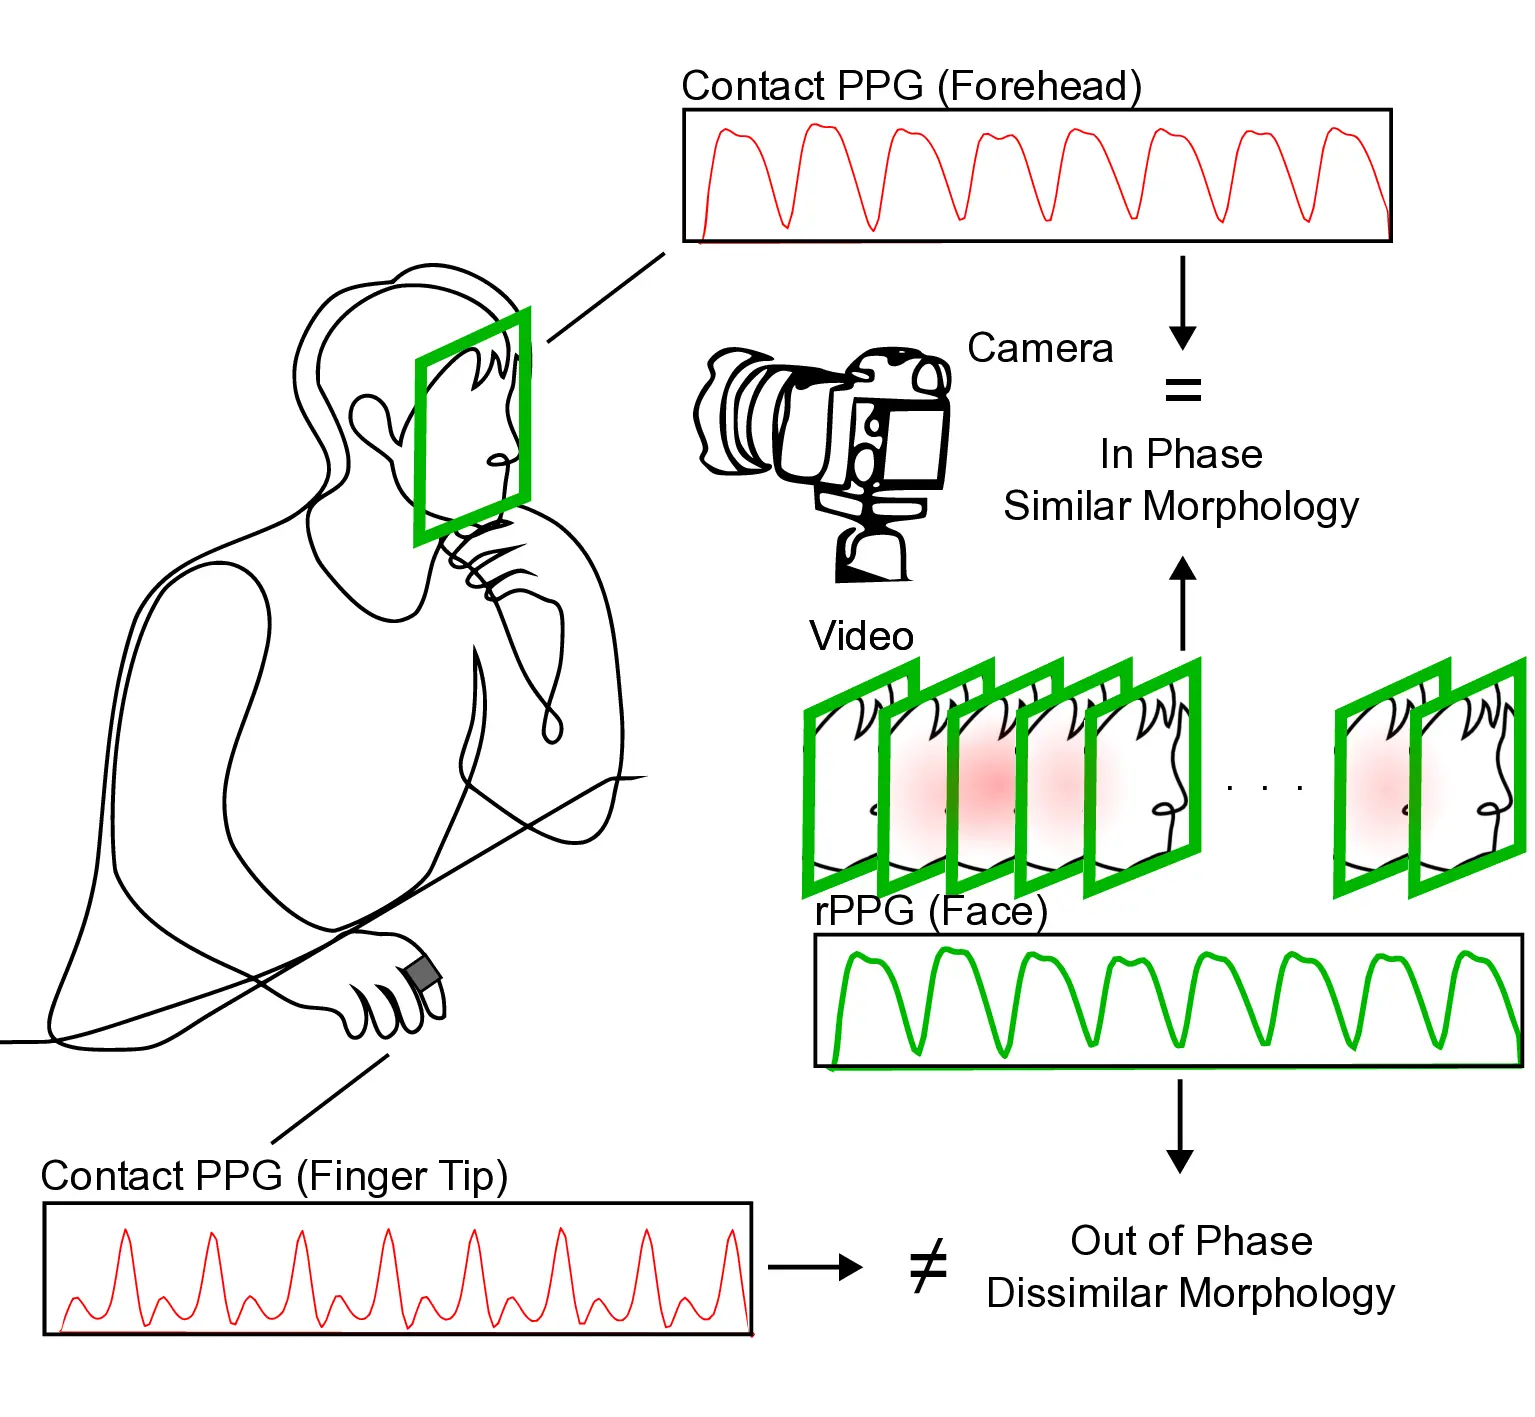 Contact PPG (Forehead)
Camera
=
In Phase
Similar Morphology
Video
. . .
rPPG (Face)
Contact PPG (Finger Tip)
≠
Out of Phase
Dissimilar Morphology